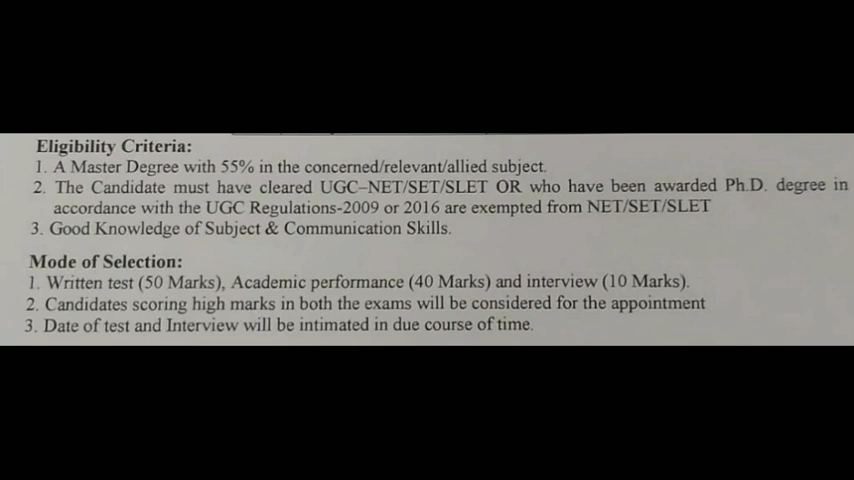 Eligibility Criteria:
1. A Master Degree with 55% in the concerned/relevant/allied subject.
2. The Candidate must have cleared UGC–NET/SET/SLET OR who have been awarded Ph.D. degree in
accordance with the UGC Regulations-2009 or 2016 are exempted from NET/SET/SLET
3. Good Knowledge of Subject & Communication Skills.
Mode of Selection:
1. Written test (50 Marks), Academic performance (40 Marks) and interview (10 Marks).
2. Candidates scoring high marks in both the exams will be considered for the appointment
3. Date of test and Interview will be intimated in due course of time.